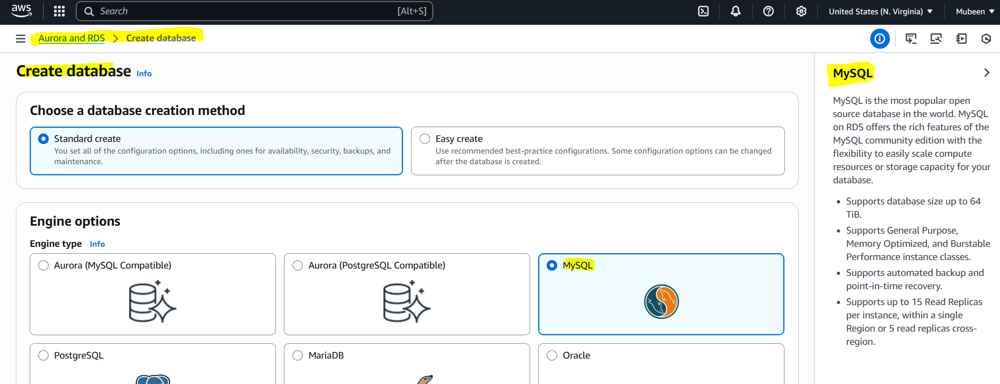 aws
Search [Alt+S]
United States (N. Virginia) Mubeen
Aurora and RDS Create database
Create database Info
Choose a database creation method
Standard create
You set all of the configuration options, including ones for availability, security, backups, and
maintenance.
Easy create
Use recommended best-practice configurations. Some configuration options can be changed
after the database is created.
Engine options
Engine type Info
Aurora (MySQL Compatible)
Aurora (PostgreSQL Compatible)
MySQL
PostgreSQL
MariaDB
Oracle
MySQL
MySQL is the most popular open
source database in the world. MySQL
on RDS offers the rich features of the
MySQL community edition with the
flexibility to easily scale compute
resources or storage capacity for your
database.
• Supports database size up to 64
TiB.
• Supports General Purpose,
Memory Optimized, and Burstable
Performance instance classes.
• Supports automated backup and
point-in-time recovery.
• Supports up to 15 Read Replicas
per instance, within a single
Region or 5 read replicas cross-
region.